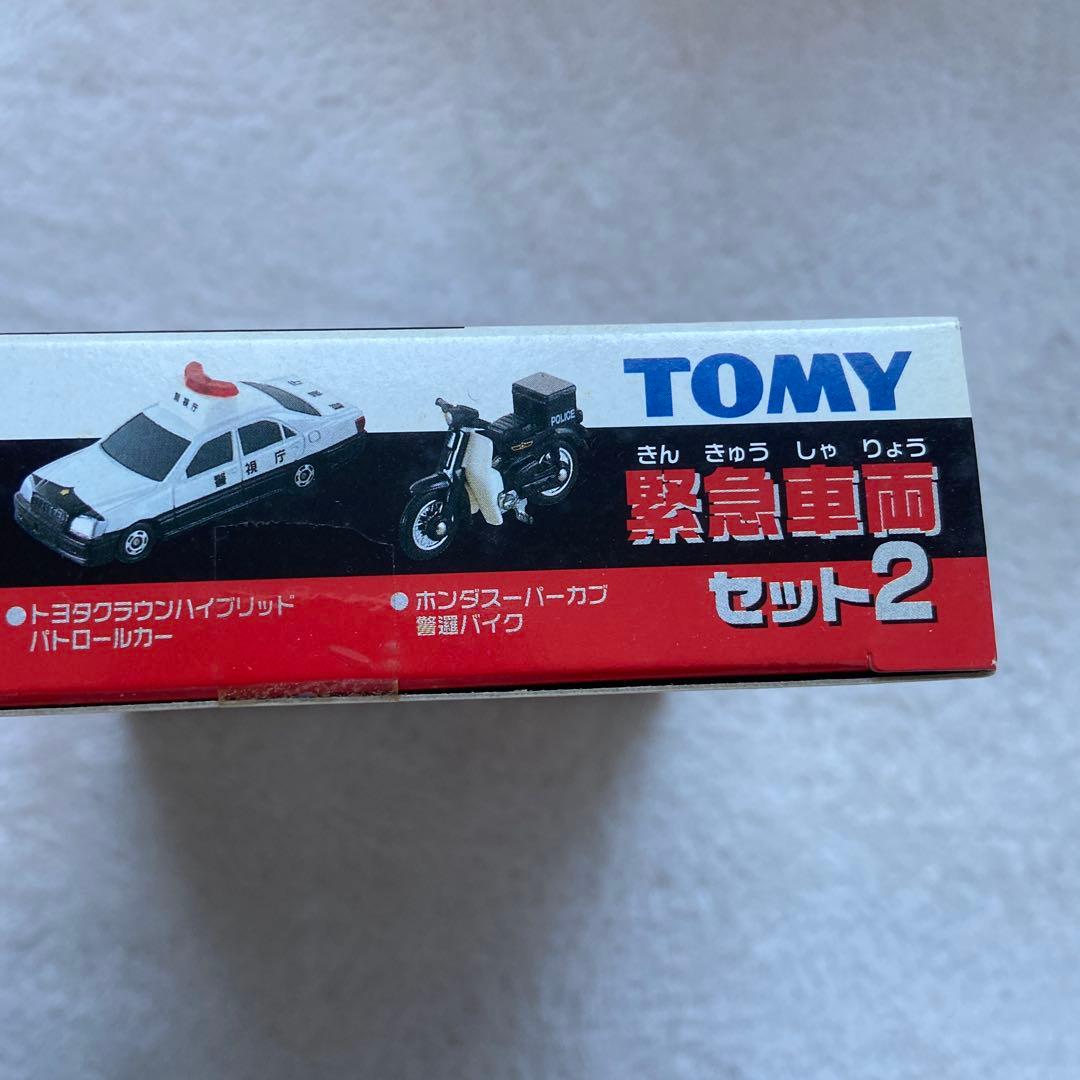 TOMY
きん きゅう しゃ りょう
緊急車両
セット2
警視庁
警視庁
POLICE
●トヨタクラウンハイブリッド
パトロールカー
●ホンダスーパーカブ
警邏バイク